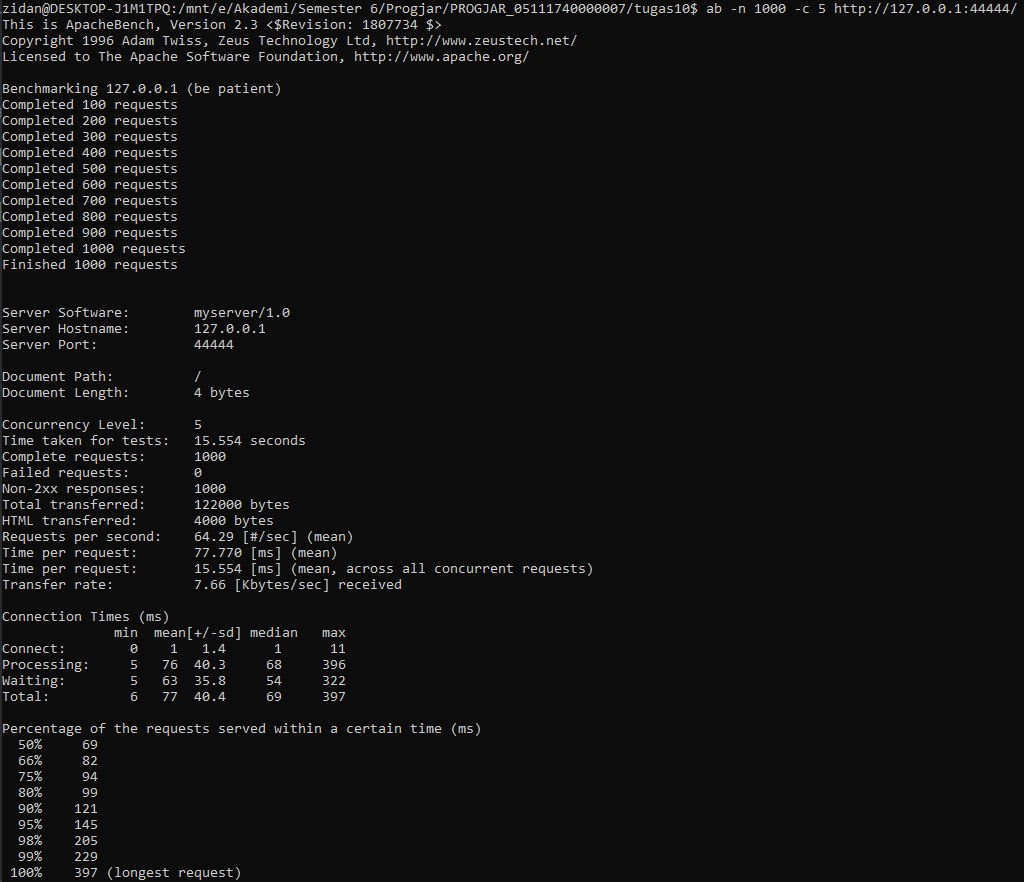 zidan@DESKTOP-J1M1TPQ:/mnt/e/Akademi/Semester 6/Progjar/PROGJAR_05111740000007/tugas10$ ab -n 1000 -c 5 http://127.0.0.1:44444/
This is ApacheBench, Version 2.3 <$Revision: 1807734 $>
Copyright 1996 Adam Twiss, Zeus Technology Ltd, http://www.zeustech.net/
Licensed to The Apache Software Foundation, http://www.apache.org/

Benchmarking 127.0.0.1 (be patient)
Completed 100 requests
Completed 200 requests
Completed 300 requests
Completed 400 requests
Completed 500 requests
Completed 600 requests
Completed 700 requests
Completed 800 requests
Completed 900 requests
Completed 1000 requests
Finished 1000 requests


Server Software:        myserver/1.0
Server Hostname:        127.0.0.1
Server Port:            44444

Document Path:          /
Document Length:        4 bytes

Concurrency Level:      5
Time taken for tests:   15.554 seconds
Complete requests:      1000
Failed requests:        0
Non-2xx responses:      1000
Total transferred:      122000 bytes
HTML transferred:       4000 bytes
Requests per second:    64.29 [#/sec] (mean)
Time per request:       77.770 [ms] (mean)
Time per request:       15.554 [ms] (mean, across all concurrent requests)
Transfer rate:          7.66 [Kbytes/sec] received

Connection Times (ms)
              min  mean[+/-sd] median   max
Connect:        0    1   1.4      1      11
Processing:     5   76  40.3     68     396
Waiting:        5   63  35.8     54     322
Total:          6   77  40.4     69     397

Percentage of the requests served within a certain time (ms)
  50%     69
  66%     82
  75%     94
  80%     99
  90%    121
  95%    145
  98%    205
  99%    229
 100%    397 (longest request)